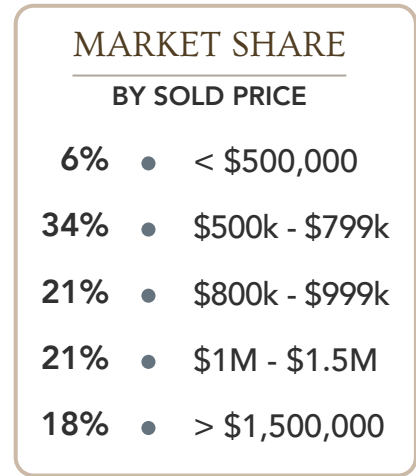 MARKET SHARE
BY SOLD PRICE
6% • < $500,000
34% • $500k - $799k
21% • $800k - $999k
21% • $1M - $1.5M
18% • > $1,500,000